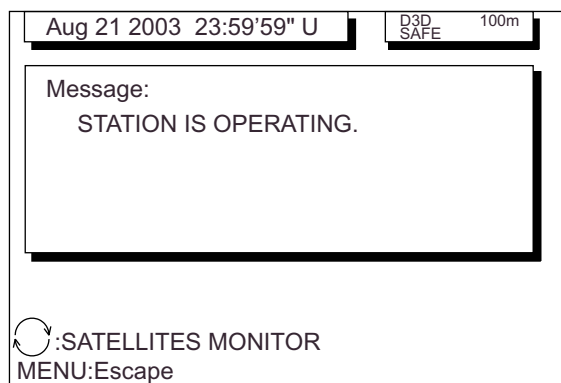 Aug 21 2003 23:59'59" U
D3D 100m
SAFE
Message:
STATION IS OPERATING.
:SATELLITES MONITOR
MENU:Escape